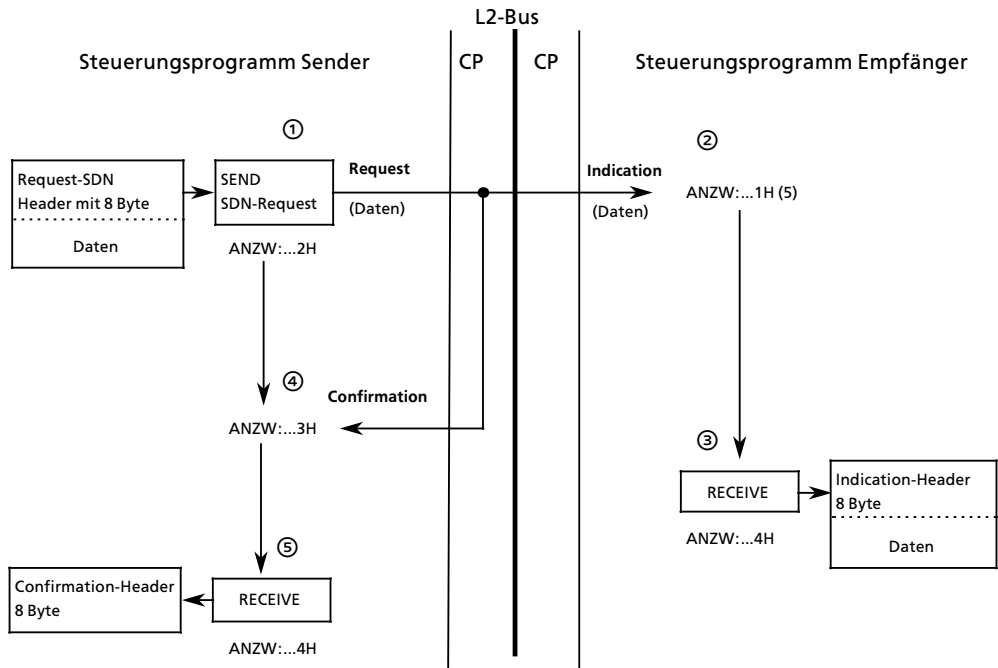 L2-Bus
Steuerungsprogramm Sender
CP
CP
Steuerungsprogramm Empfänger
①
②
Request-SDN
Header mit 8 Byte
Daten
SEND
SDN-Request
Request
(Daten)
Indication
(Daten)
ANZW:...1H (5)
ANZW:...2H
④
Confirmation
ANZW:...3H
③
RECEIVE
Indication-Header
8 Byte
Daten
ANZW:...4H
⑤
Confirmation-Header
8 Byte
RECEIVE
ANZW:...4H